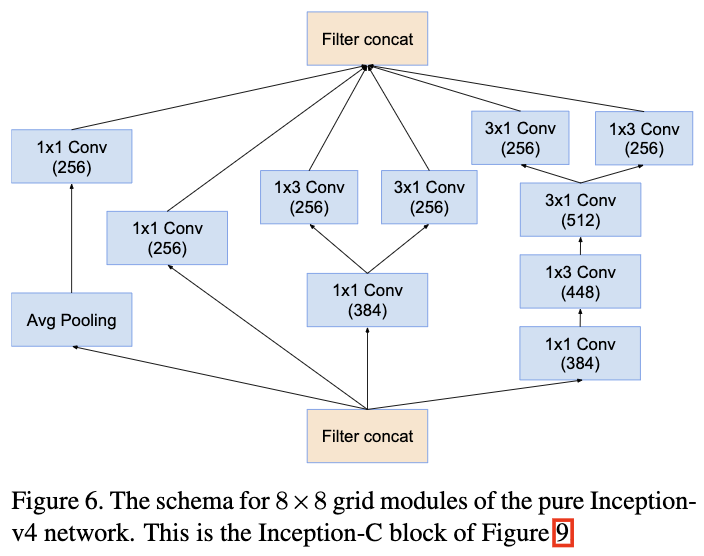 Filter concat
3x1 Conv
(256)
1x3 Conv
(256)
1x1 Conv
(256)
1x3 Conv
(256)
3x1 Conv
(256)
3x1 Conv
(512)
1x1 Conv
(256)
1x3 Conv
(448)
1x1 Conv
(384)
Avg Pooling
1x1 Conv
(384)
Filter concat
Figure 6. The schema for 8 × 8 grid modules of the pure Inception-
v4 network. This is the Inception-C block of Figure 9